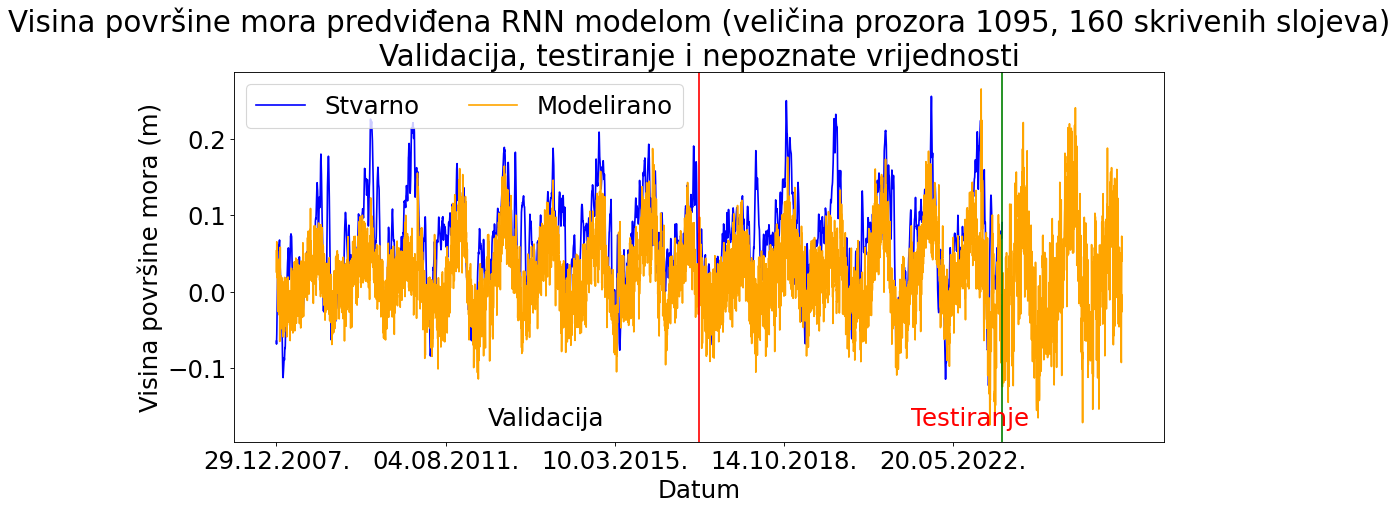 Visina površine mora predviđena RNN modelom (veličina prozora 1095, 160 skrivenih slojeva)
Validacija, testiranje i nepoznate vrijednosti
Stvarno
Modelirano
Visina površine mora (m)
0.2
0.1
0.0
−0.1
Validacija
Testiranje
29.12.2007.
04.08.2011.
10.03.2015.
14.10.2018.
20.05.2022.
Datum